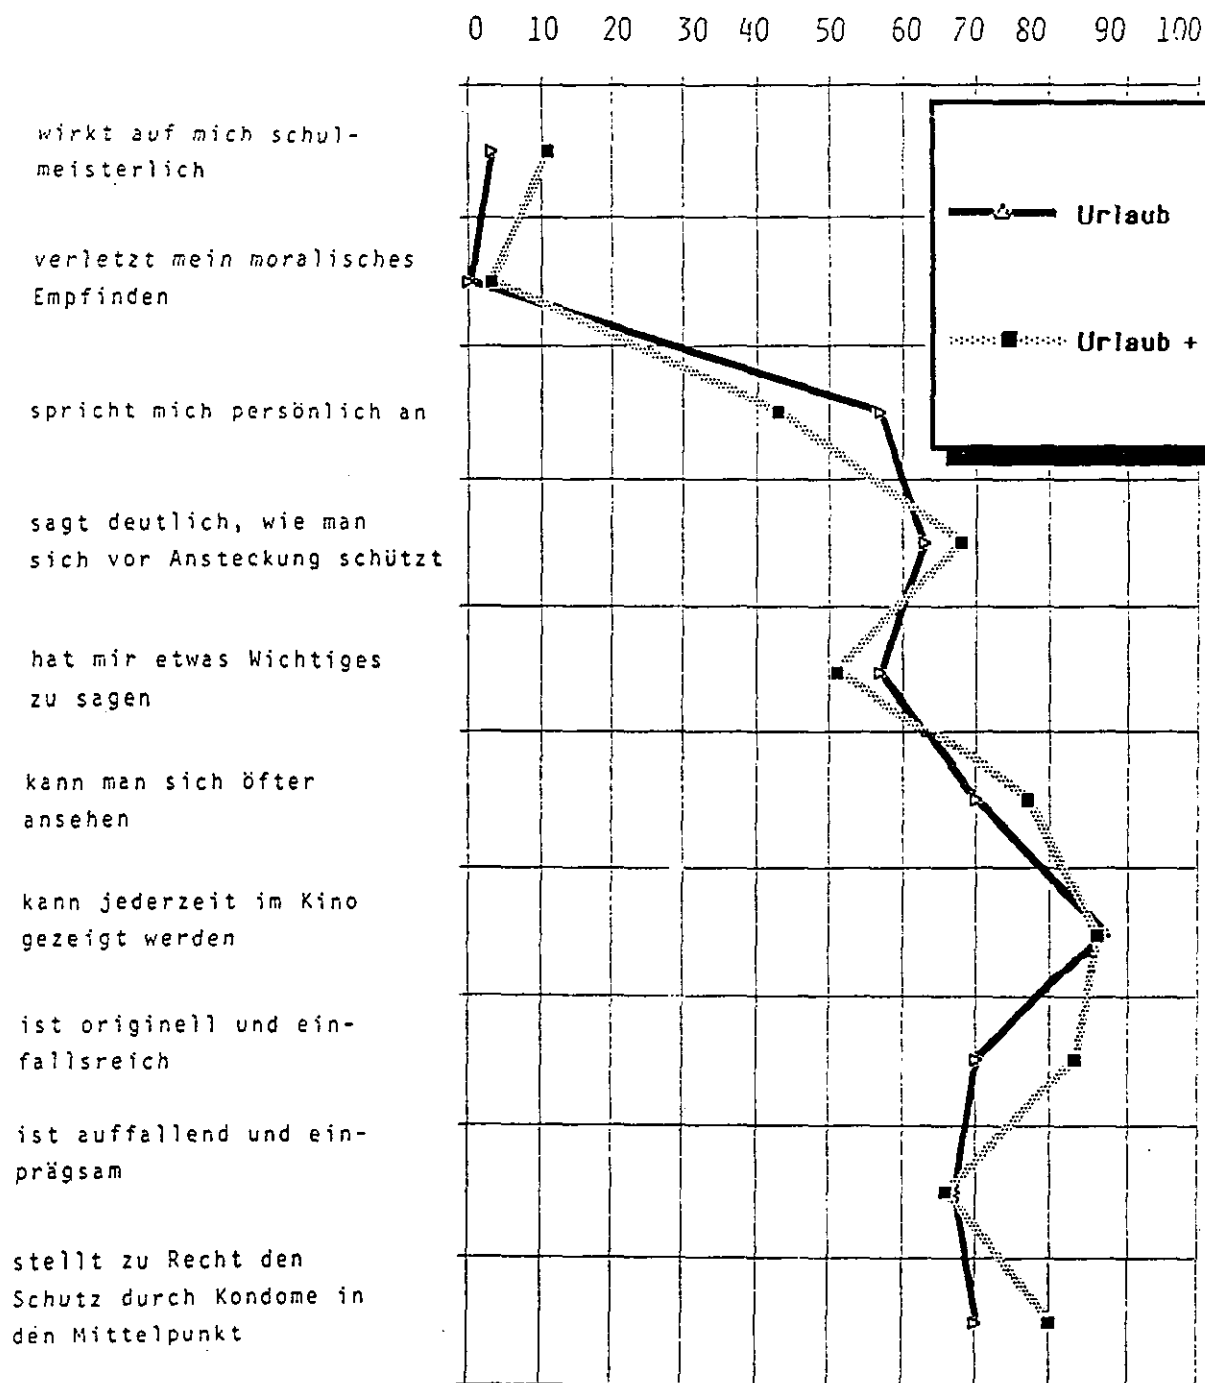 0 10 20 30 40 50 60 70 80 90 100
wirkt auf mich schul-
meisterlich
Urlaub
verletzt mein moralisches
Empfinden
Urlaub +
spricht mich persönlich an
sagt deutlich, wie man
sich vor Ansteckung schützt
hat mir etwas Wichtiges
zu sagen
kann man sich öfter
ansehen
kann jederzeit im Kino
gezeigt werden
ist originell und ein-
fallsreich
ist auffallend und ein-
prägsam
stellt zu Recht den
Schutz durch Kondome in
den Mittelpunkt